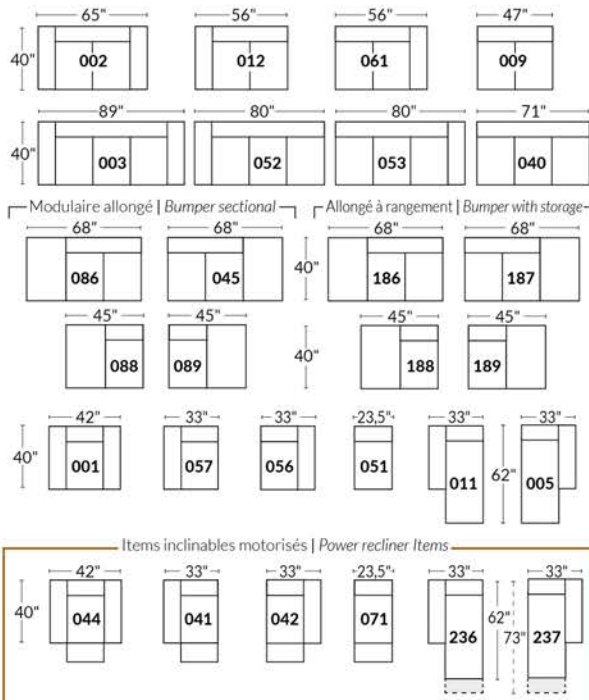 65" 56" 56" 47"
40" 002 012 061 009
89" 80" 80" 71"
40" 003 052 053 040
Modulaire allongé | Bumper sectional Allongé à rangement | Bumper with storage
68" 68" 68" 68"
086 045 40" 186 187
45" 45" 45" 45"
088 089 40" 188 189
42" 33" 33" 23,5" 33" 33"
40" 001 057 056 051 011 62" 005
Items inclinables motorisés | Power recliner Items
42" 33" 33" 23,5" 33" 33"
40" 044 041 042 071 236 62" 73" 237